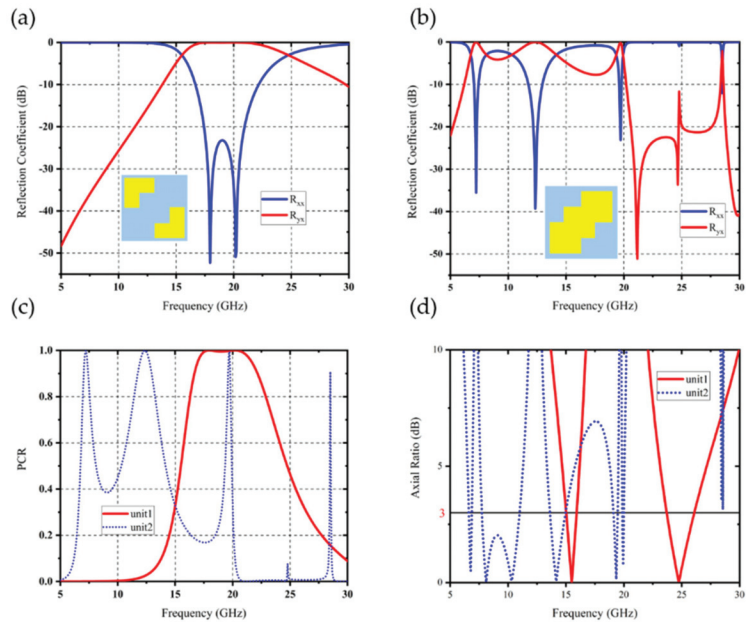 (a)
0
-10
-20
-30
-40
-50
Reflection Coefficient (dB)
Rxx
Ryx
5 10 15 20 25 30
Frequency (GHz)
(b)
0
-10
-20
-30
-40
-50
Reflection Coefficient (dB)
Rxx
Ryx
5 10 15 20 25 30
Frequency (GHz)
(c)
1.0
0.8
0.6
0.4
0.2
0.0
PCR
unit1
unit2
5 10 15 20 25 30
Frequency (GHz)
(d)
10
5
3
0
Axial Ratio (dB)
unit1
unit2
5 10 15 20 25 30
Frequency (GHz)